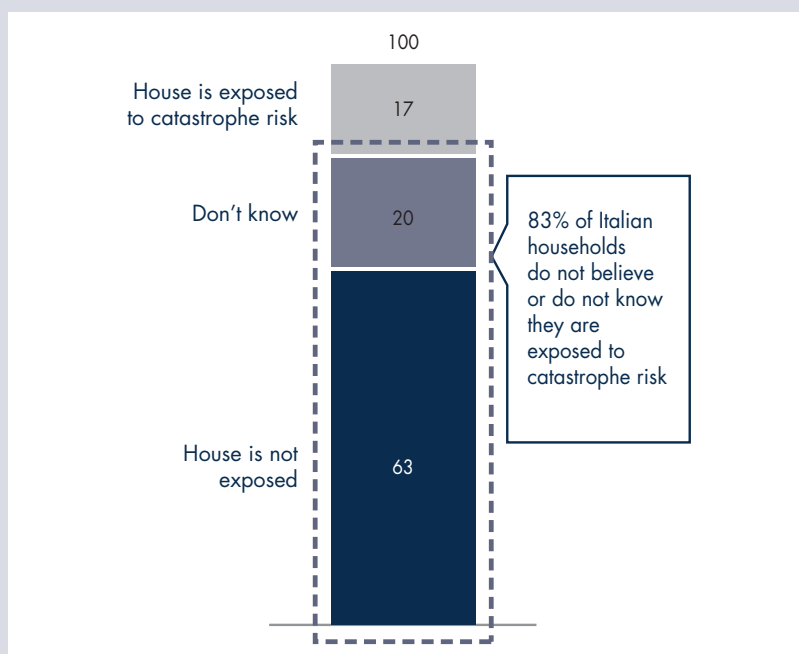 100
House is exposed
to catastrophe risk
17
Don’t know
20
83% of Italian
households
do not believe
or do not know
they are
exposed to
catastrophe risk
House is not
exposed
63